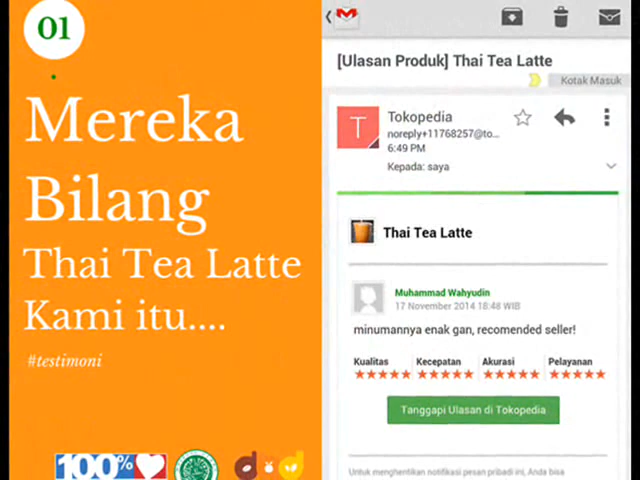 01
Mereka
Bilang
Thai Tea Latte
Kami itu....
#testimoni
100%
[Ulasan Produk] Thai Tea Latte
Kotak Masuk
T
Tokopedia
noreply+11768257@to...
6:49 PM
Kepada: saya
Thai Tea Latte
Muhammad Wahyudin
17 November 2014 18:48 WIB
minumannya enak gan, recomended seller!
Kualitas
Kecepatan
Akurasi
Pelayanan
Tanggapi Ulasan di Tokopedia
Untuk menghentikan notifikasi pesan pribadi ini, Anda bisa